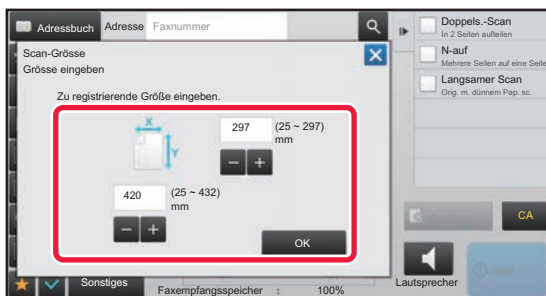 Adressbuch Adresse Faxnummer
Scan-Grösse
Grösse eingeben
Zu registrierende Größe eingeben.
X
Y
297 (25 ~ 297)
mm
420 (25 ~ 432)
mm
OK
Sonstiges
Faxempfangsspeicher : 100%
Doppels.-Scan
In 2 Seiten aufteilen
N-auf
Mehrere Seiten auf eine Seite
Langsamer Scan
Orig. m. dünnem Pap. sc.
CA
Lautsprecher
Start